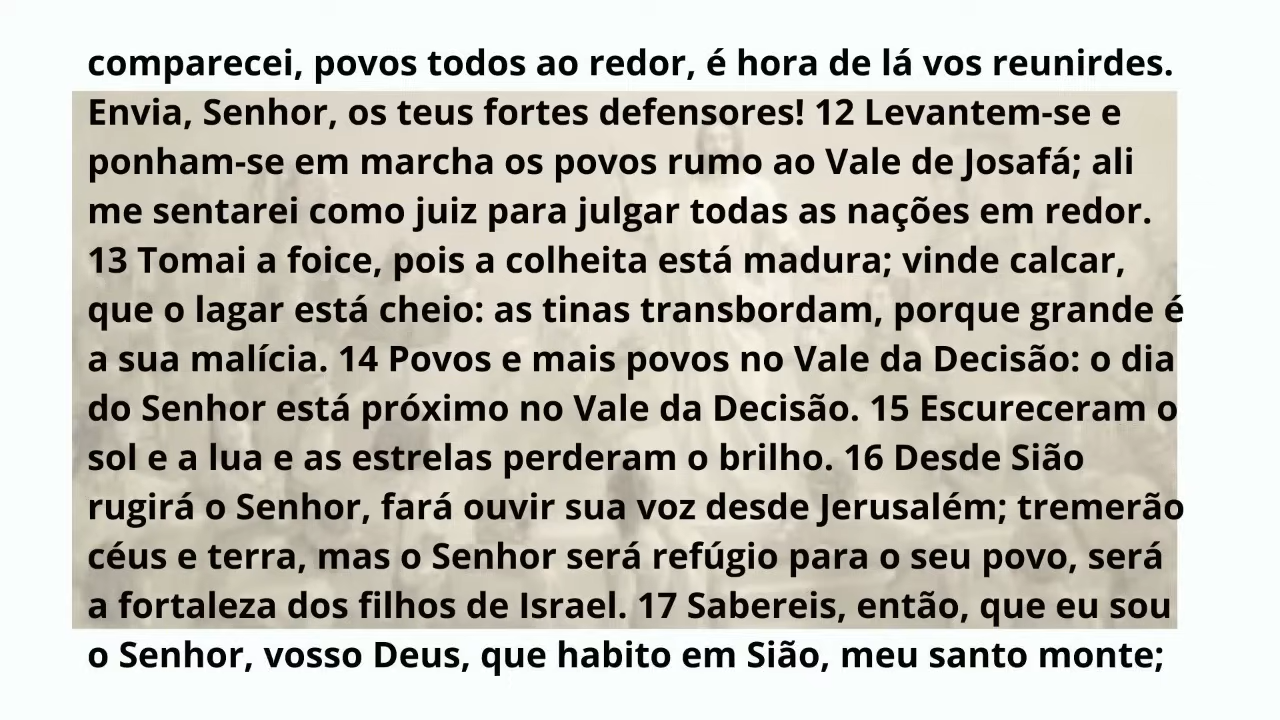 comparecei, povos todos ao redor, é hora de lá vos reunirdes.
Envia, Senhor, os teus fortes defensores! 12 Levantem-se e
ponham-se em marcha os povos rumo ao Vale de Josafá; ali
me sentarei como juiz para julgar todas as nações em redor.
13 Tomai a foice, pois a colheita está madura; vinde calcar,
que o lagar está cheio: as tinas transbordam, porque grande é
a sua malícia. 14 Povos e mais povos no Vale da Decisão: o dia
do Senhor está próximo no Vale da Decisão. 15 Escureceram o
sol e a lua e as estrelas perderam o brilho. 16 Desde Sião
rugirá o Senhor, fará ouvir sua voz desde Jerusalém; tremerão
céus e terra, mas o Senhor será refúgio para o seu povo, será
a fortaleza dos filhos de Israel. 17 Sabereis, então, que eu sou
o Senhor, vosso Deus, que habito em Sião, meu santo monte;